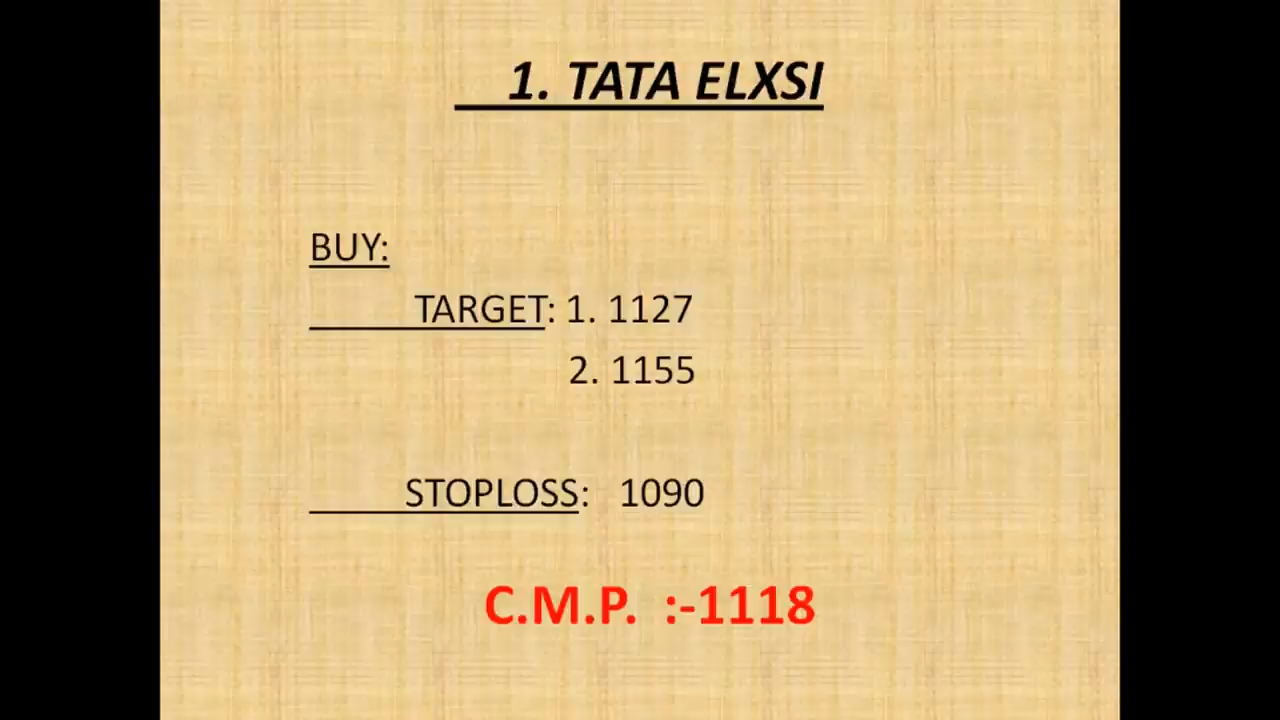 1. TATA ELXSI
BUY:
TARGET: 1. 1127
2. 1155
STOPLOSS: 1090
C.M.P. :-1118